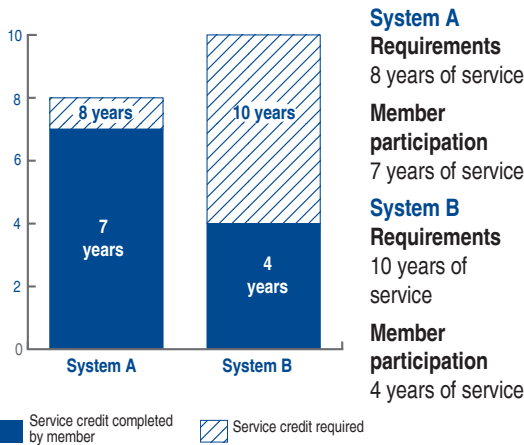 10
8
6
4
2
0
8 years
7
years
10 years
4
years
System A
System B
Service credit completed
by member
Service credit required
System A
Requirements
8 years of service
Member
participation
7 years of service
System B
Requirements
10 years of
service
Member
participation
4 years of service